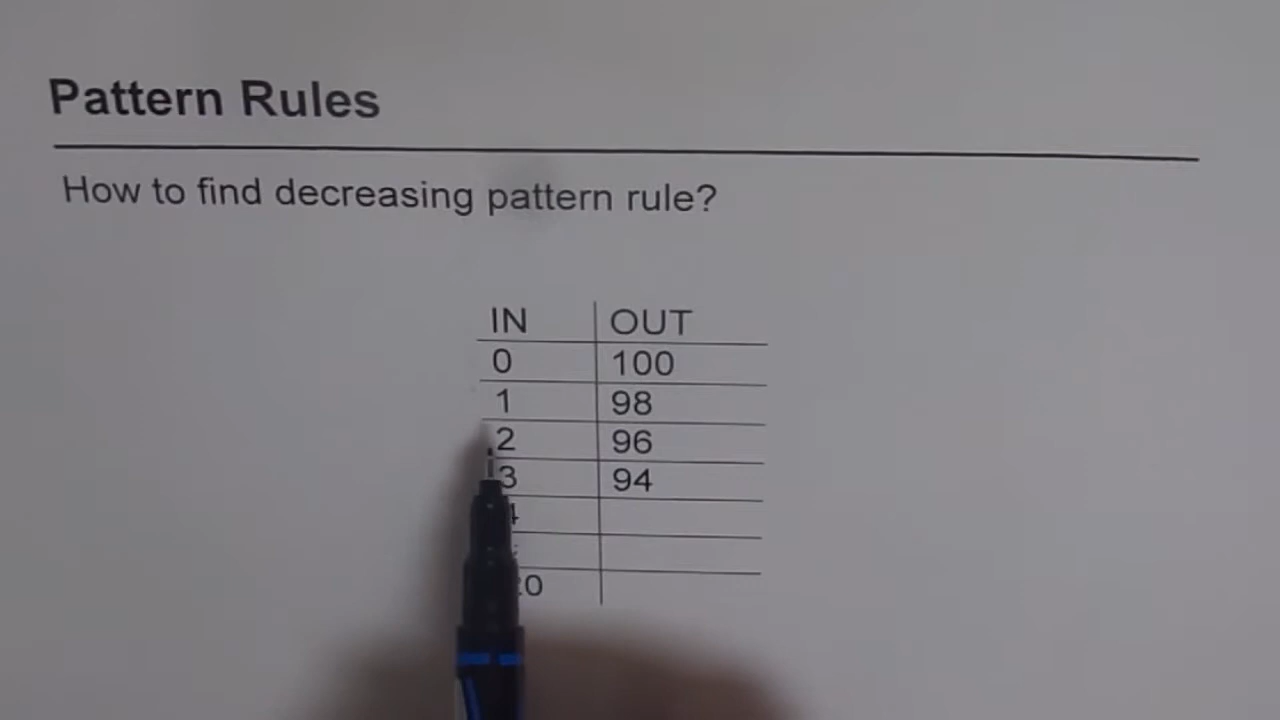 Pattern Rules
How to find decreasing pattern rule?
IN OUT
0 100
1 98
2 96
3 94